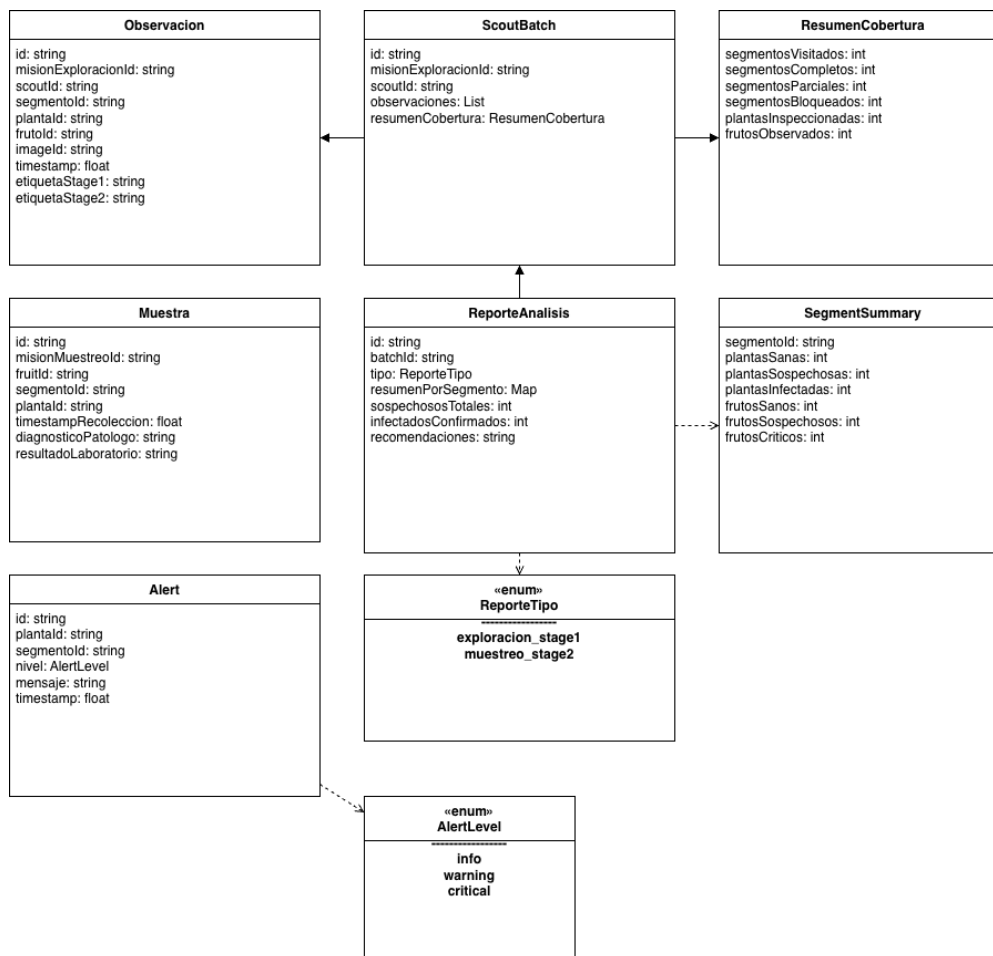 Observacion
id: string
misionExploracionId: string
scoutId: string
segmentoId: string
plantaId: string
frutoId: string
imageId: string
timestamp: float
etiquetaStage1: string
etiquetaStage2: string
ScoutBatch
id: string
misionExploracionId: string
scoutId: string
observaciones: List
resumenCobertura: ResumenCobertura
ResumenCobertura
segmentosVisitados: int
segmentosCompletos: int
segmentosParciales: int
segmentosBloqueados: int
plantasInspeccionadas: int
frutosObservados: int
Muestra
id: string
misionMuestreoId: string
fruitId: string
segmentoId: string
plantaId: string
timestampRecoleccion: float
diagnosticoPatologo: string
resultadoLaboratorio: string
ReporteAnalisis
id: string
batchId: string
tipo: ReporteTipo
resumenPorSegmento: Map
sospechososTotales: int
infectadosConfirmados: int
recomendaciones: string
SegmentSummary
segmentoId: string
plantasSanas: int
plantasSospechosas: int
plantasInfectadas: int
frutosSanos: int
frutosSospechosos: int
frutosCriticos: int
Alert
id: string
plantaId: string
segmentoId: string
nivel: AlertLevel
mensaje: string
timestamp: float
«enum»
ReporteTipo
-----------------
exploracion_stage1
muestreo_stage2
«enum»
AlertLevel
-----------------
info
warning
critical